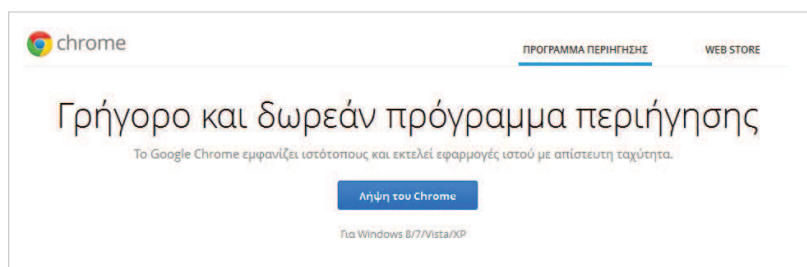 chrome
ΠΡΟΓΡΑΜΜΑ ΠΕΡΙΗΓΗΣΗΣ WEB STORE
Γρήγορο και δωρεάν πρόγραμμα περιήγησης
Το Google Chrome εμφανίζει ιστότοπους και εκτελεί εφαρμογές ιστού με απίστευτη ταχύτητα.
Λήψη του Chrome
Για Windows 8/7/Vista/XP